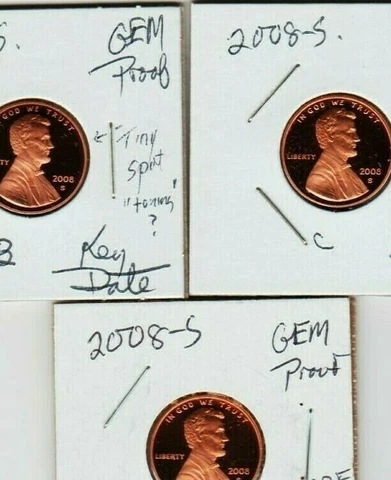 S.
GEM
Proof
IN GOD WE TRUST
LIBERTY
2008
S
Tiny
spot
"toning"
?
Key
Date
2008-S.
IN GOD WE TRUST
LIBERTY
2008
S
C
2008-S
GEM
Proof
IN GOD WE TRUST
LIBERTY
2008
S